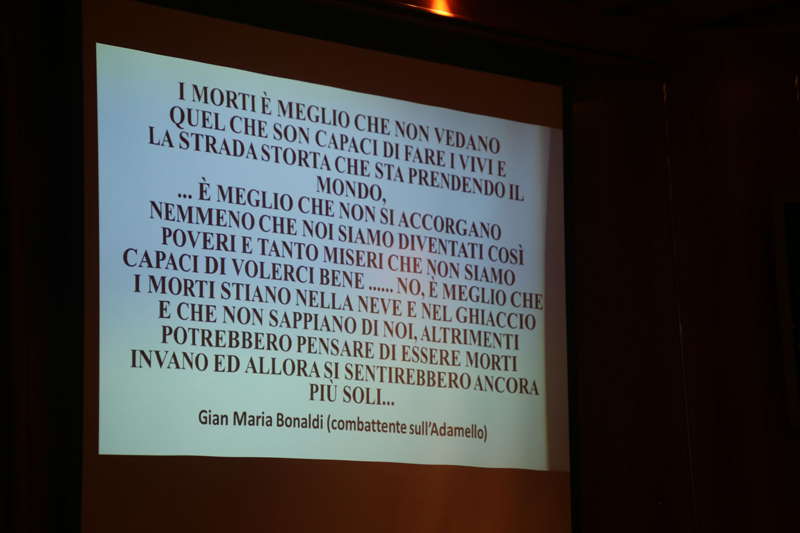 I MORTI È MEGLIO CHE NON VEDANO
QUEL CHE SON CAPACI DI FARE I VIVI E
LA STRADA STORTA CHE STA PRENDENDO IL
MONDO,
... È MEGLIO CHE NON SI ACCORGANO
NEMMENO CHE NOI SIAMO DIVENTATI COSÌ
POVERI E TANTO MISERI CHE NON SIAMO
CAPACI DI VOLERCI BENE ...... NO, È MEGLIO CHE
I MORTI STIANO NELLA NEVE E NEL GHIACCIO
E CHE NON SAPPIANO DI NOI, ALTRIMENTI
POTREBBERO PENSARE DI ESSERE MORTI
INVANO ED ALLORA SI SENTIREBBERO ANCORA
PIÙ SOLI...
Gian Maria Bonaldi (combattente sull'Adamello)